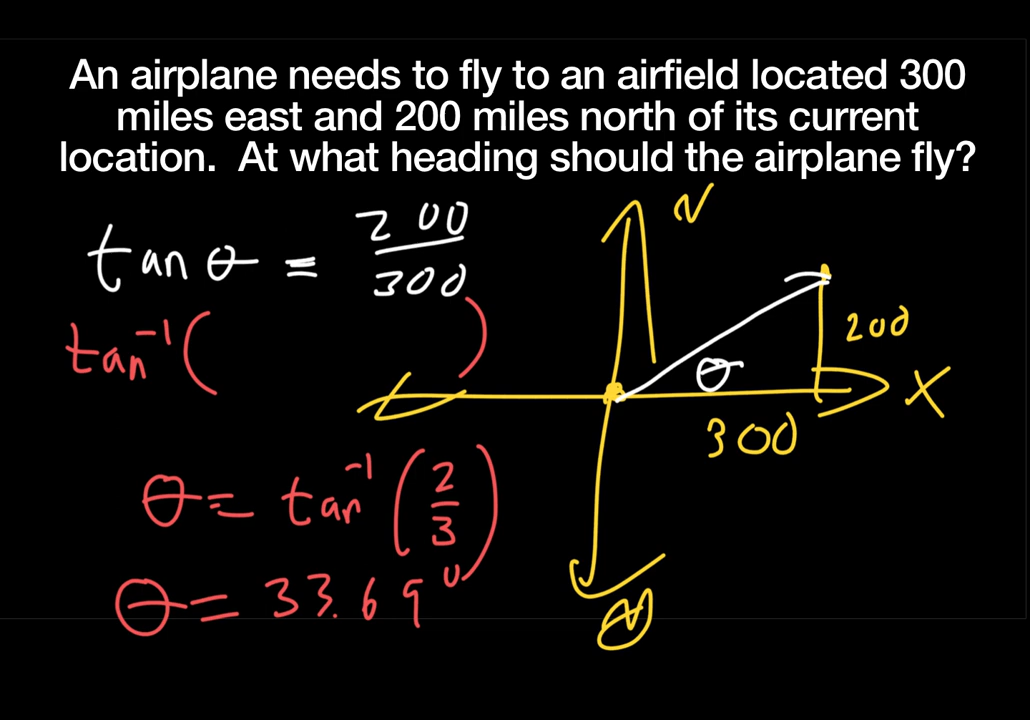 An airplane needs to fly to an airfield located 300
miles east and 200 miles north of its current
location. At what heading should the airplane fly?
tan θ = 200/300
tan⁻¹( )
θ = tan⁻¹(2/3)
θ = 33.69°
N
200
θ
X
300